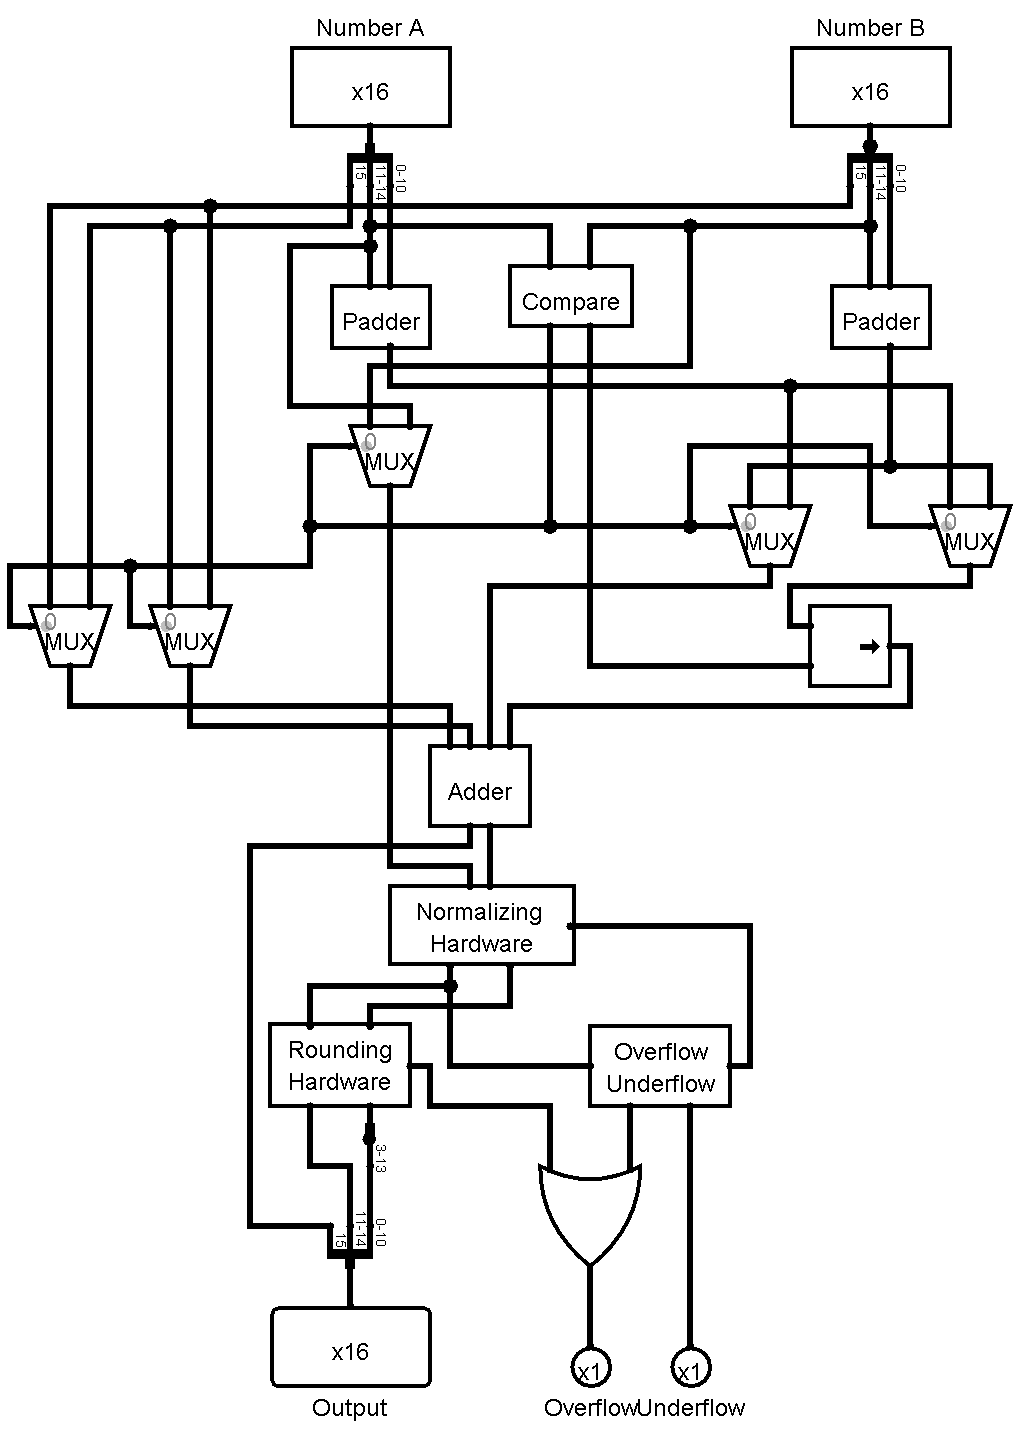 Number A
Number B
x16
x16
15
11-14
0-10
15
11-14
0-10
Compare
Padder
Padder
0
MUX
0
MUX
0
MUX
0
MUX
0
MUX
Adder
Normalizing
Hardware
Rounding
Hardware
Overflow
Underflow
3-13
15
11-14
0-10
x16
x1
x1
Output
Overflow
Underflow